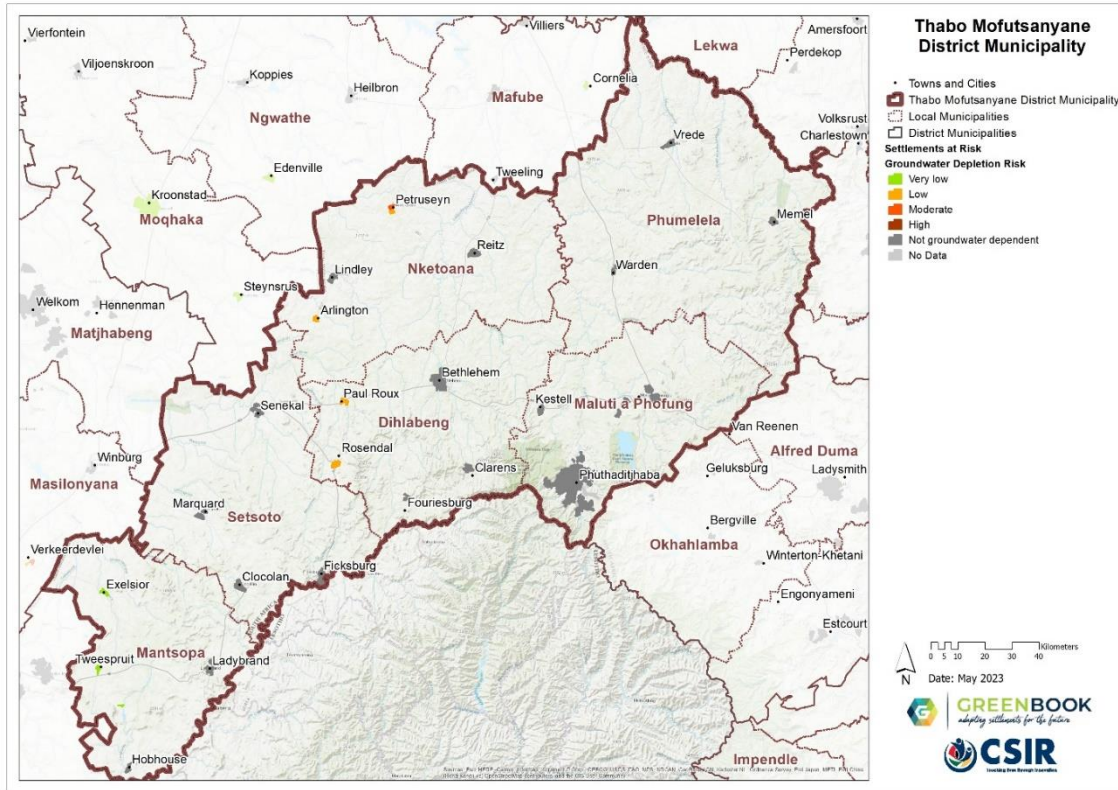 Thabo Mofutsanyane
District Municipality
Towns and Cities
Thabo Mofutsanyane District Municipality
Local Municipalities
District Municipalities
Settlements at Risk
Groundwater Depletion Risk
Very low
Low
Moderate
High
Not groundwater dependent
No Data
Vierfontein
Viljoenskroon
Koppies
Heilbron
Villiers
Mafube
Cornelia
Lekwa
Perdekop
Amersfoort
Ngwathe
Volksrust
Charlestown
Vrede
Edenville
Tweeling
Kroonstad
Moqhaka
Petruseyn
Phumelela
Memel
Reitz
Nketoana
Lindley
Warden
Steynsrus
Welkom
Hennenman
Matjhabeng
Arlington
Bethlehem
Paul Roux
Kestell
Maluti a Phofung
Senekal
Dihlabeng
Van Reenen
Rosendal
Alfred Duma
Winburg
Clarens
Phuthaditjhaba
Geluksburg
Ladysmith
Masilonyana
Marquard
Setsoto
Fouriesburg
Bergville
Okhahlamba
Verkeerdevlei
Winterton-Khetani
Ficksburg
Clocolan
Exelsior
Engonyameni
Estcourt
Mantsopa
Tweespruit
Ladybrand
Hobhouse
Impendle
0 5 10 20 30 40
Kilometers
N
Date: May 2023
GREENBOOK
adapting settlements for the future
CSIR
Touching lives through innovation